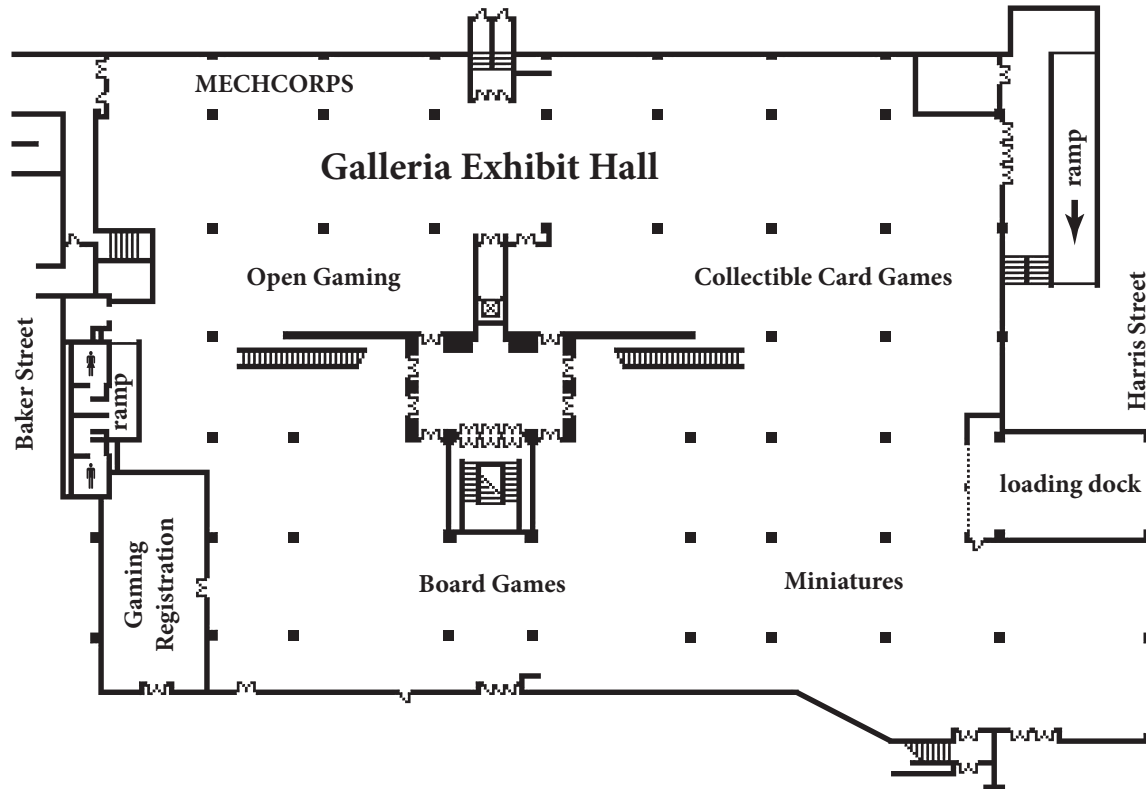 MECHCORPS
Galleria Exhibit Hall
ramp
Open Gaming
Collectible Card Games
Baker Street
ramp
Harris Street
loading dock
Gaming
Registration
Board Games
Miniatures